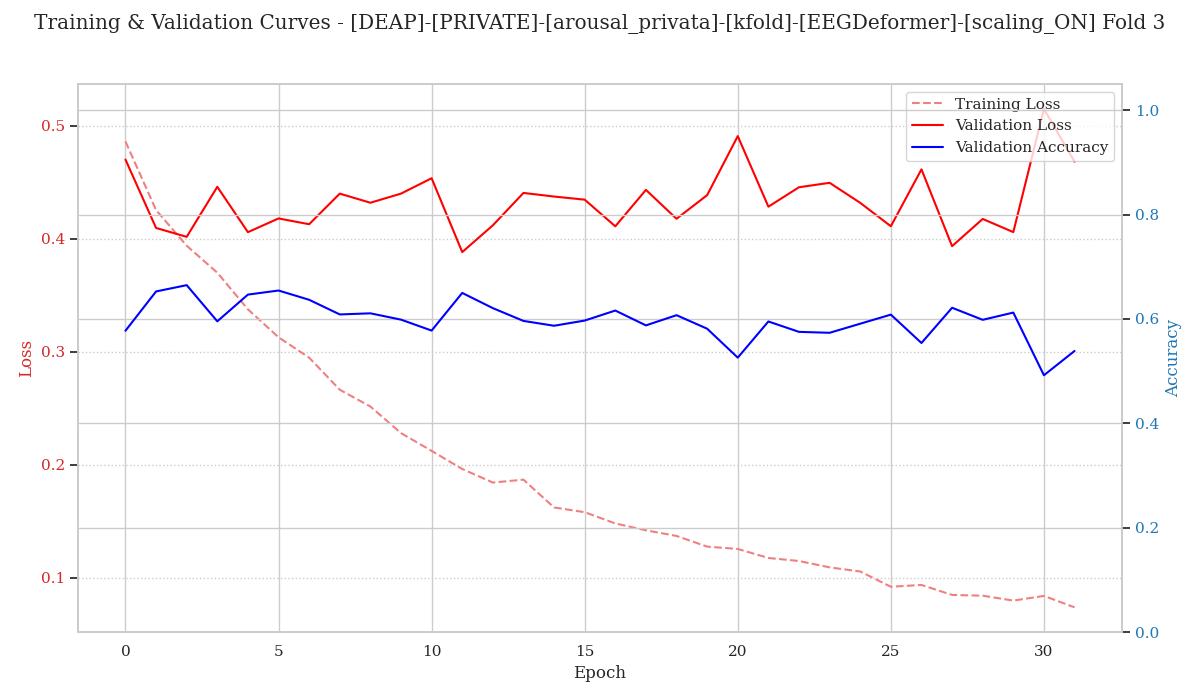 Training & Validation Curves - [DEAP]-[PRIVATE]-[arousal_privata]-[kfold]-[EEGDeformer]-[scaling_ON] Fold 3
Training Loss
Validation Loss
Validation Accuracy
0.5
0.4
0.3
0.2
0.1
Loss
1.0
0.8
0.6
0.4
0.2
0.0
Accuracy
0 5 10 15 20 25 30
Epoch